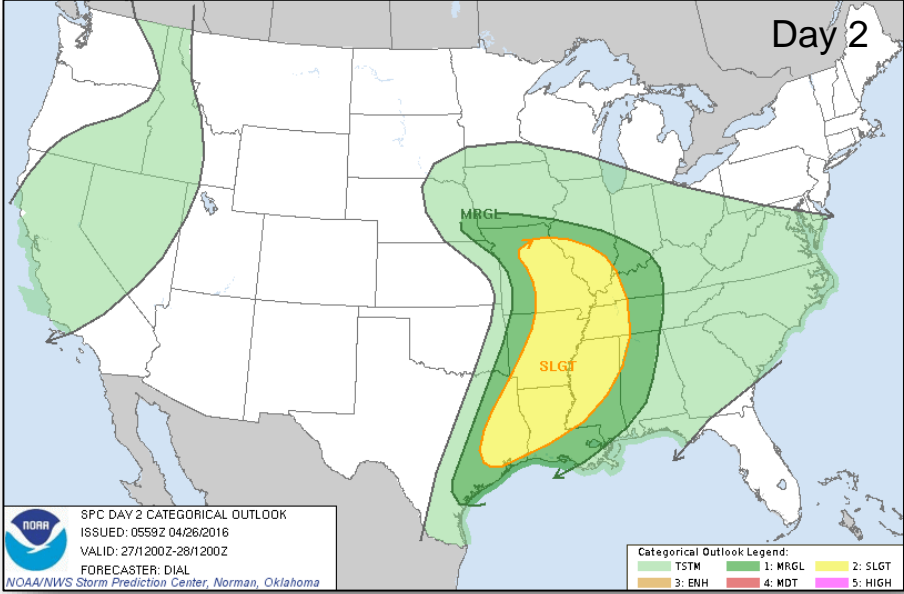 Day 2
MRGL
SLGT
NOAA
SPC DAY 2 CATEGORICAL OUTLOOK
ISSUED: 0559Z 04/26/2016
VALID: 27/1200Z-28/1200Z
FORECASTER: DIAL
NOAA/NWS Storm Prediction Center, Norman, Oklahoma
Categorical Outlook Legend:
TSTM 1: MRGL 2: SLGT
3: ENH 4: MDT 5: HIGH